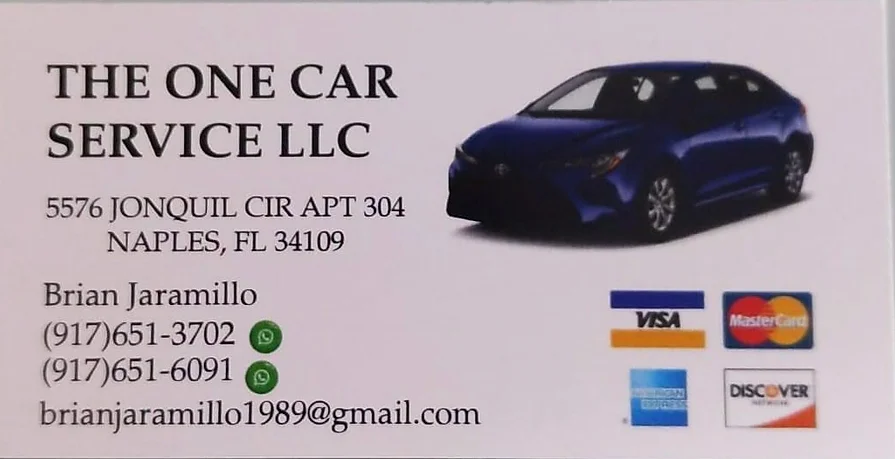 THE ONE CAR
SERVICE LLC
5576 JONQUIL CIR APT 304
NAPLES, FL 34109
Brian Jaramillo
(917)651-3702
(917)651-6091
brianjaramillo1989@gmail.com
VISA
MasterCard
AMERICAN
EXPRESS
DISCOVER
NETWORK